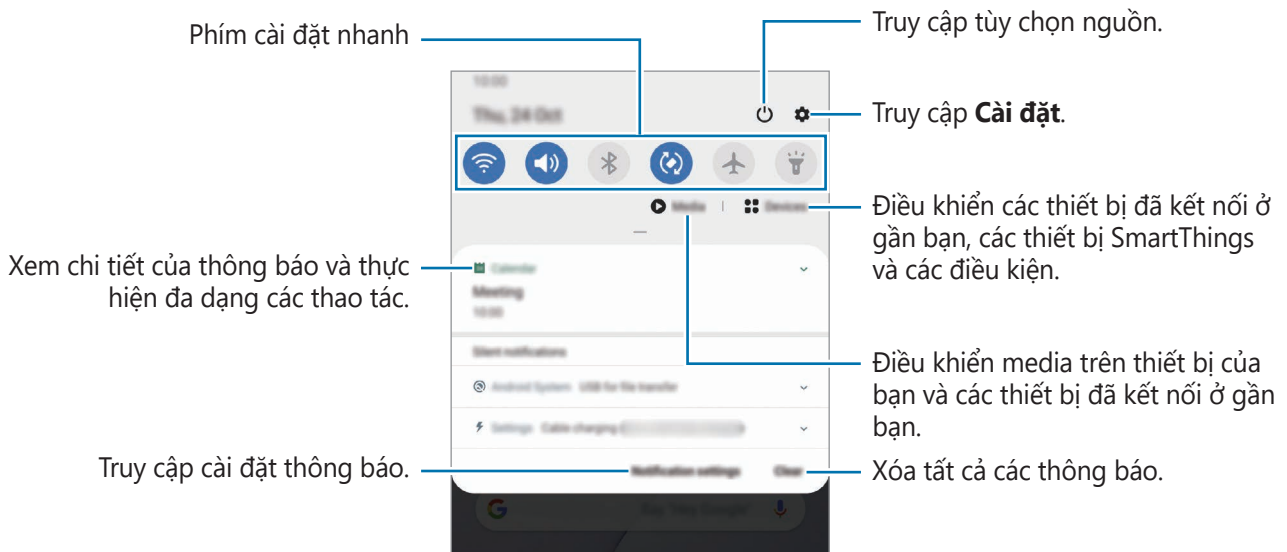 Phím cài đặt nhanh
Truy cập tùy chọn nguồn.
10:00
Thu, 24 Oct
Truy cập Cài đặt.
Media
Devices
Điều khiển các thiết bị đã kết nối ở
gần bạn, các thiết bị SmartThings
và các điều kiện.
Xem chi tiết của thông báo và thực
hiện đa dạng các thao tác.
Calendar
Meeting
10:00
Silent notifications
Android System USB for file transfer
Settings Cable charging
Điều khiển media trên thiết bị của
bạn và các thiết bị đã kết nối ở gần
bạn.
Truy cập cài đặt thông báo.
Notification settings
Clear
Xóa tất cả các thông báo.
G
Say "Hey Google"